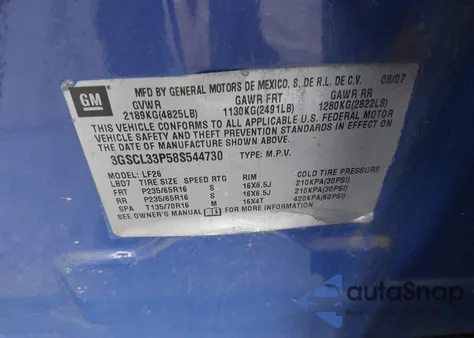 GM
MFD BY GENERAL MOTORS DE MEXICO, S. DE R.L. DE C.V. 08/07
GVWR GAWR FRT GAWR RR
2189KG(4825LB) 1130KG(2491LB) 1280KG(2822LB)
THIS VEHICLE CONFORMS TO ALL APPLICABLE U.S. FEDERAL
VEHICLE SAFETY STANDARDS IN EFFECT ON
THE DATE OF MANUFACTURE SHOWN ABOVE.
3GSCL33P58S544730 TYPE: M.P.V.
MODEL: LF26
LBD7 TIRE SIZE SPEED RTG RIM COLD TIRE PRESSURE
FRT P235/65R16 S 16X6.5J 210KPA(30PSI)
RR P235/65R16 S 16X6.5J 210KPA(30PSI)
SPA T135/70R16 M 16X4T 420KPA(60PSI)
SEE OWNER'S MANUAL FOR MORE INFORMATION
autoSnap